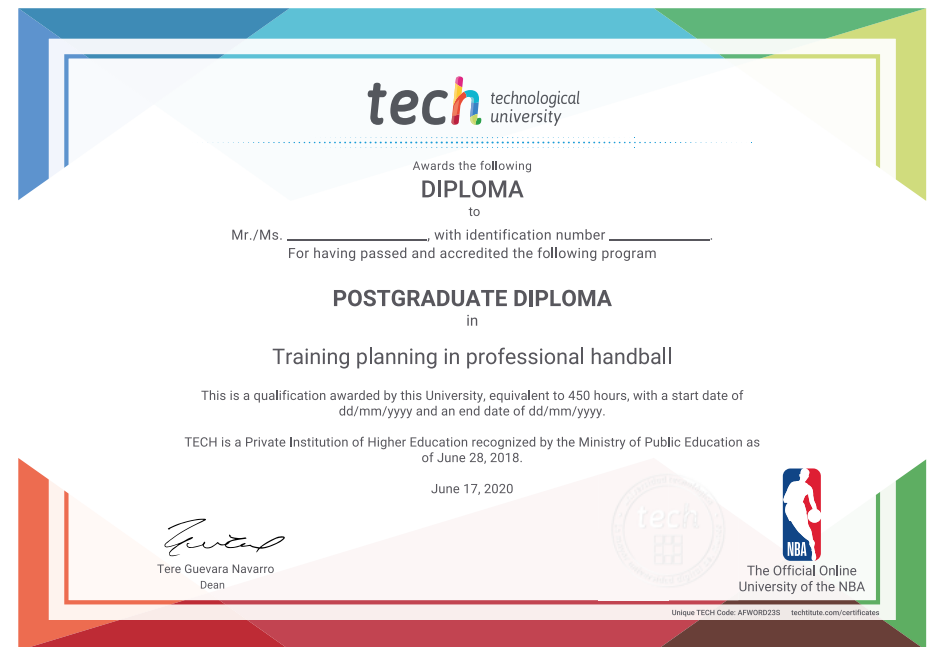 tech technological
university
Awards the following
DIPLOMA
to
Mr./Ms. ____________________, with identification number ______________.
For having passed and accredited the following program
POSTGRADUATE DIPLOMA
in
Training planning in professional handball
This is a qualification awarded by this University, equivalent to 450 hours, with a start date of
dd/mm/yyyy and an end date of dd/mm/yyyy.
TECH is a Private Institution of Higher Education recognized by the Ministry of Public Education as
of June 28, 2018.
June 17, 2020
tech
NBA
Tere Guevara Navarro
Dean
The Official Online
University of the NBA
Unique TECH Code: AFWORD23S techtitute.com/certificates